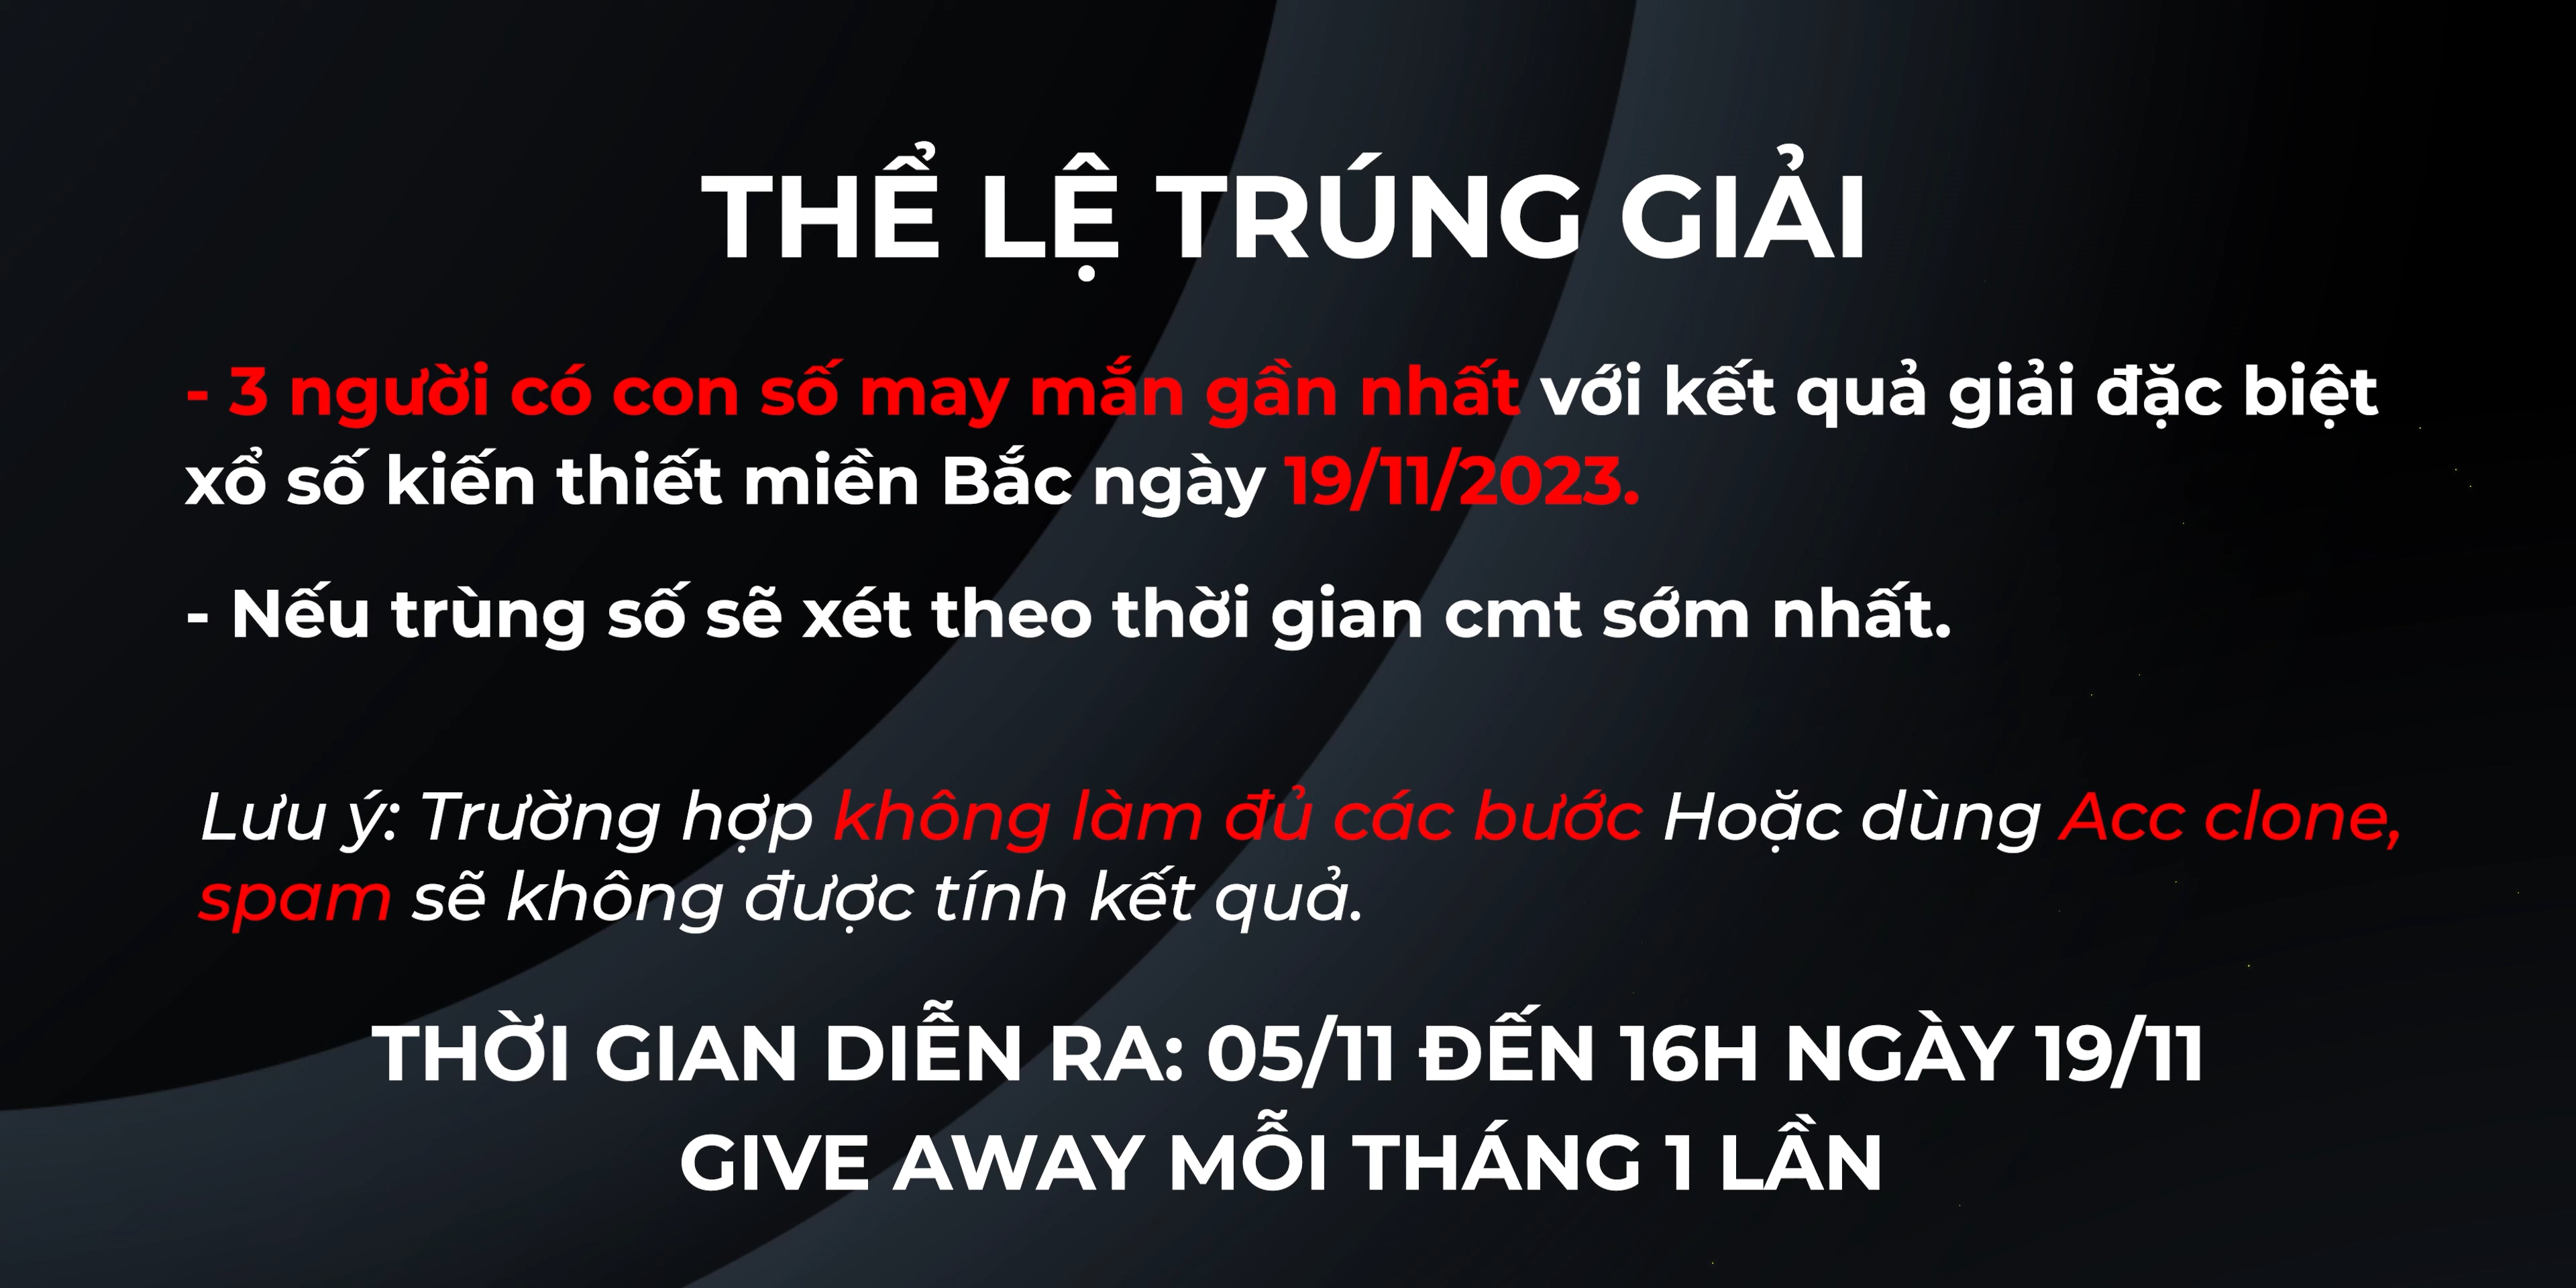 THỂ LỆ TRÚNG GIẢI
- 3 người có con số may mắn gần nhất với kết quả giải đặc biệt
xổ số kiến thiết miền Bắc ngày 19/11/2023.
- Nếu trùng số sẽ xét theo thời gian cmt sớm nhất.
Lưu ý: Trường hợp không làm đủ các bước Hoặc dùng Acc clone,
spam sẽ không được tính kết quả.
THỜI GIAN DIỄN RA: 05/11 ĐẾN 16H NGÀY 19/11
GIVE AWAY MỖI THÁNG 1 LẦN